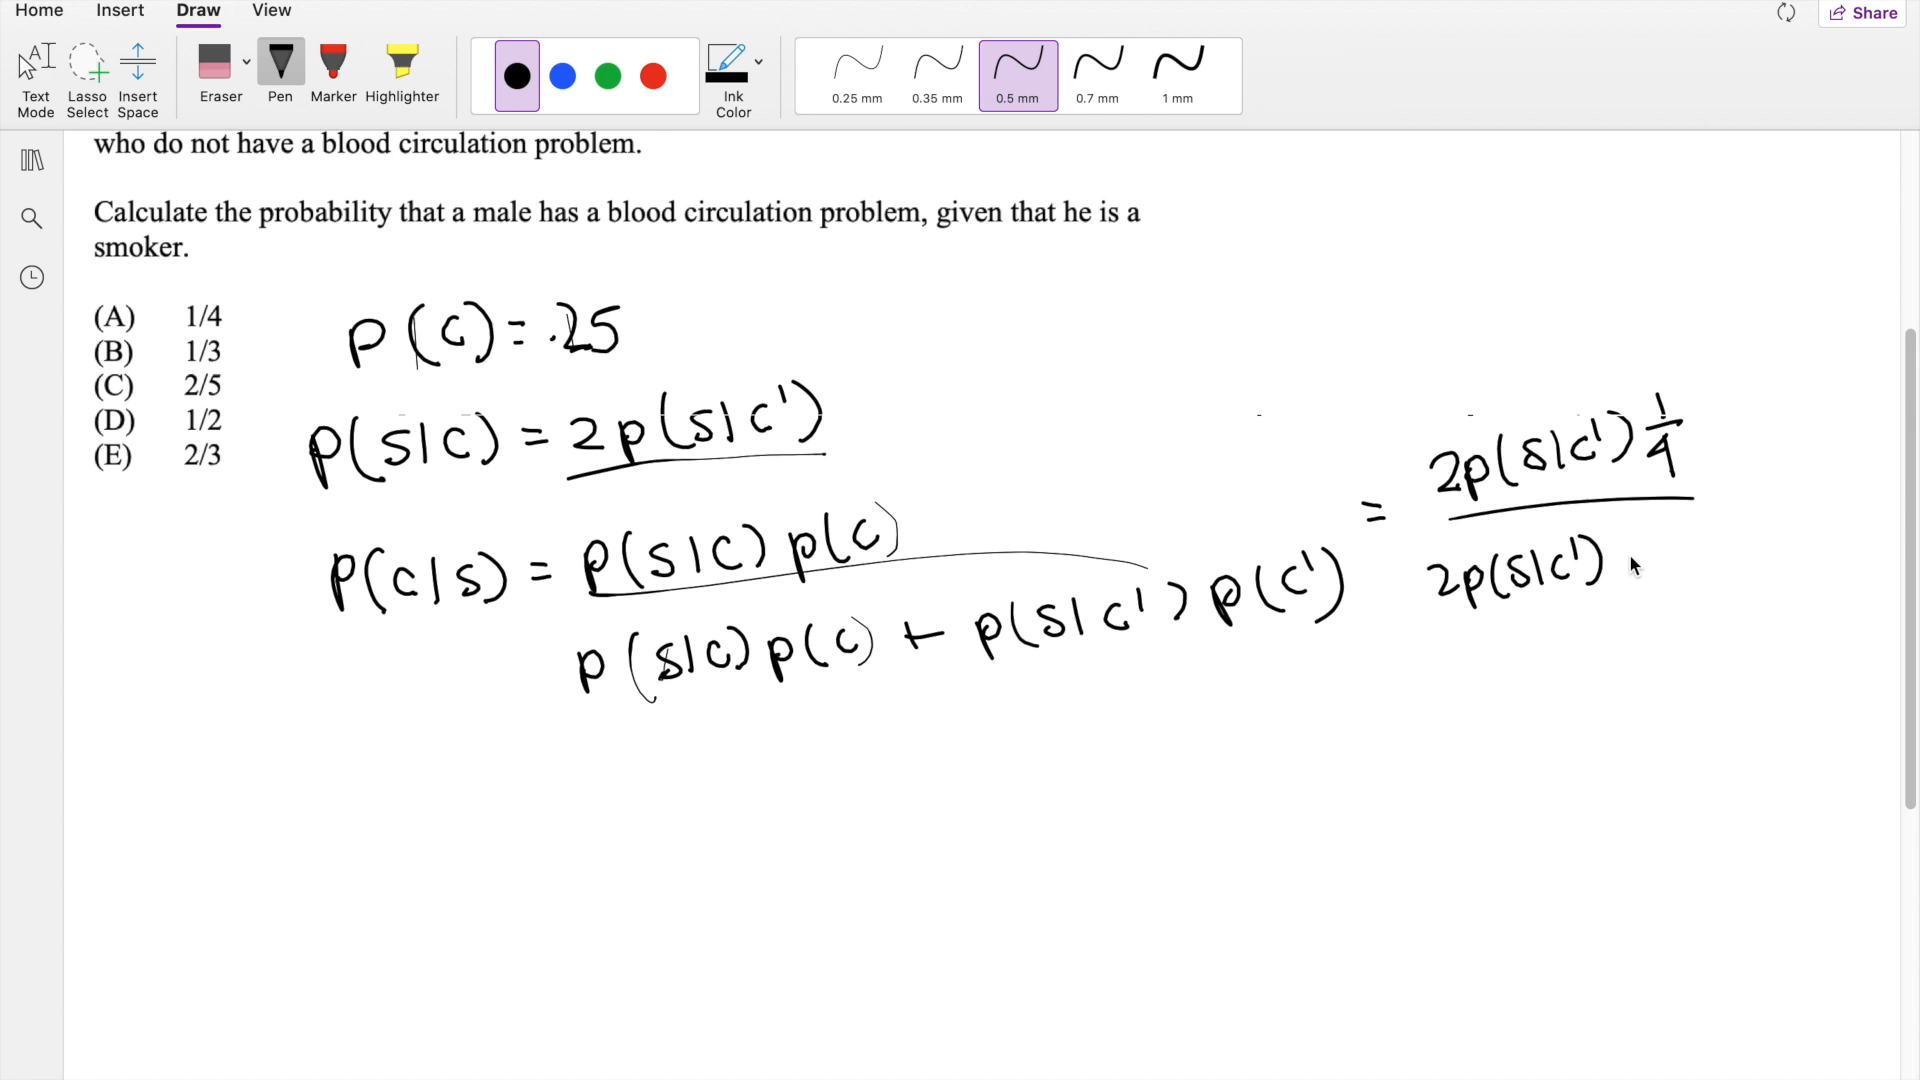 Home Insert Draw View
Share
Text Mode
Lasso Select
Insert Space
Eraser
Pen
Marker
Highlighter
Ink Color
0.25 mm
0.35 mm
0.5 mm
0.7 mm
1 mm
who do not have a blood circulation problem.
Calculate the probability that a male has a blood circulation problem, given that he is a
smoker.
(A) 1/4
(B) 1/3
(C) 2/5
(D) 1/2
(E) 2/3
P(C) = .25
P(S|C) = 2p(S|C')
P(C|S) = P(S|C) p(C)
p(S|C) p(C) + p(S|C') p(C')
= 2p(S|C') 1/4
2p(S|C')